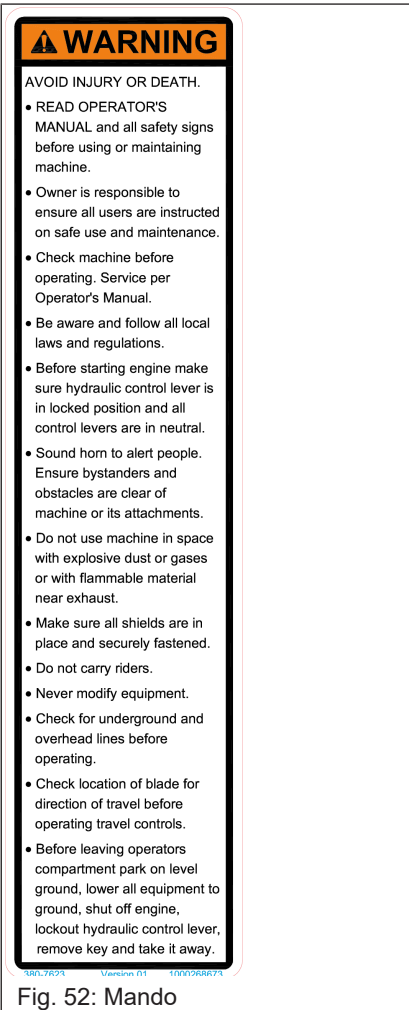 WARNING
AVOID INJURY OR DEATH.
• READ OPERATOR'S
MANUAL and all safety signs
before using or maintaining
machine.
• Owner is responsible to
ensure all users are instructed
on safe use and maintenance.
• Check machine before
operating. Service per
Operator's Manual.
• Be aware and follow all local
laws and regulations.
• Before starting engine make
sure hydraulic control lever is
in locked position and all
control levers are in neutral.
• Sound horn to alert people.
Ensure bystanders and
obstacles are clear of
machine or its attachments.
• Do not use machine in space
with explosive dust or gases
or with flammable material
near exhaust.
• Make sure all shields are in
place and securely fastened.
• Do not carry riders.
• Never modify equipment.
• Check for underground and
overhead lines before
operating.
• Check location of blade for
direction of travel before
operating travel controls.
• Before leaving operators
compartment park on level
ground, lower all equipment to
ground, shut off engine,
lockout hydraulic control lever,
remove key and take it away.
380-7623 Version 01 1000268673
Fig. 52: Mando